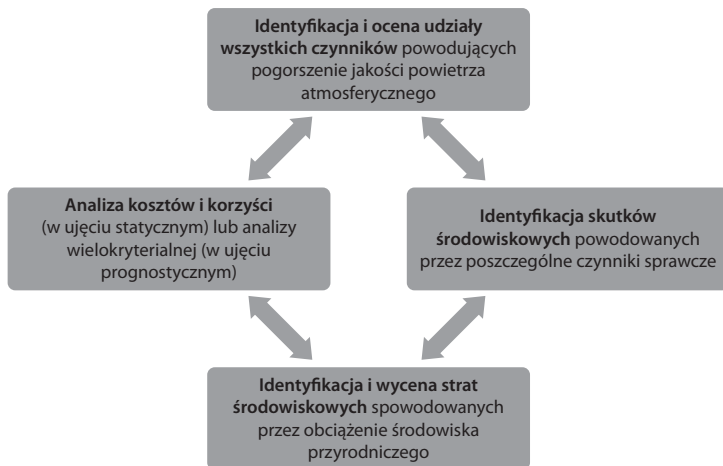 Identyfikacja i ocena udziały
wszystkich czynników powodujących
pogorszenie jakości powietrza
atmosferycznego
Analiza kosztów i korzyści
(w ujęciu statycznym) lub analizy
wielokryterialnej (w ujęciu
prognostycznym)
Identyfikacja skutków
środowiskowych powodowanych
przez poszczególne czynniki sprawcze
Identyfikacja i wycena strat
środowiskowych spowodowanych
przez obciążenie środowiska
przyrodniczego